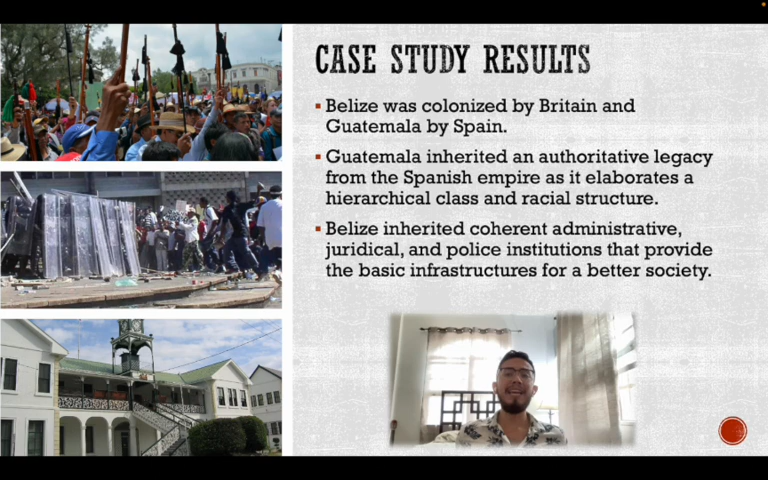 CASE STUDY RESULTS
Belize was colonized by Britain and
Guatemala by Spain.
Guatemala inherited an authoritative legacy
from the Spanish empire as it elaborates a
hierarchical class and racial structure.
Belize inherited coherent administrative,
juridical, and police institutions that provide
the basic infrastructures for a better society.